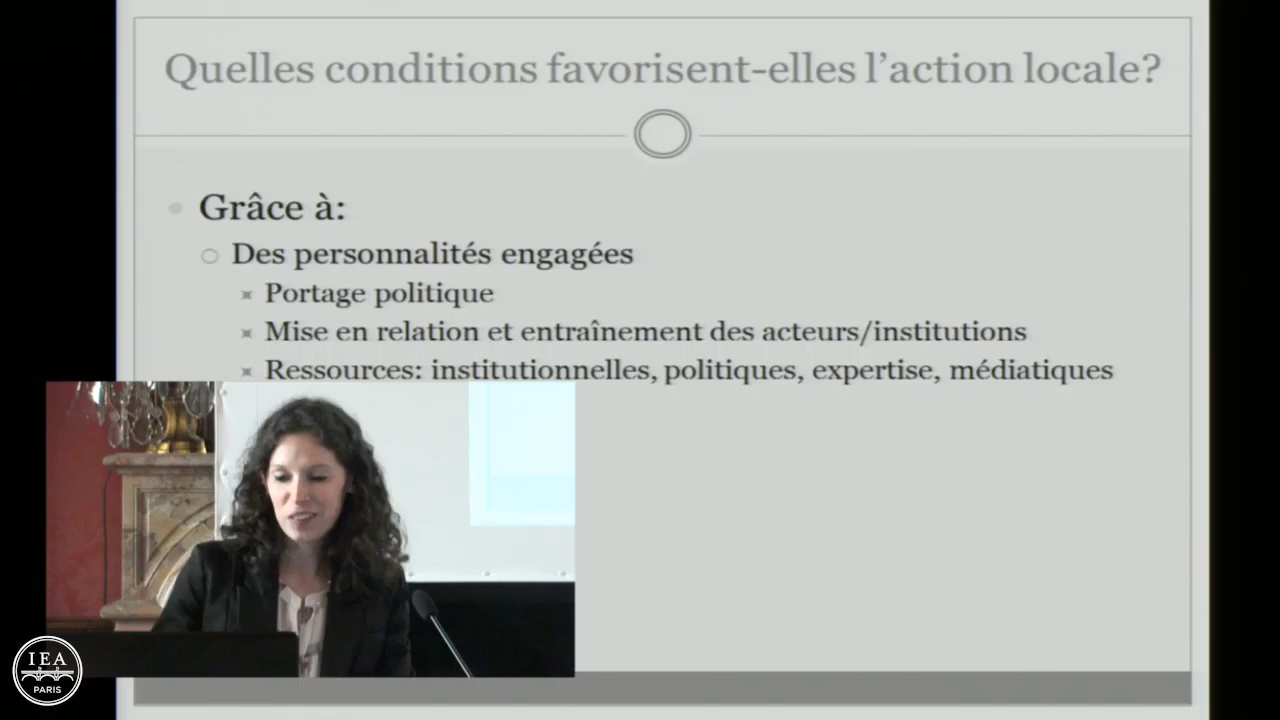 Quelles conditions favorisent-elles l'action locale?
Grâce à:
Des personnalités engagées
Portage politique
Mise en relation et entraînement des acteurs/institutions
Ressources: institutionnelles, politiques, expertise, médiatiques
IEA
PARIS